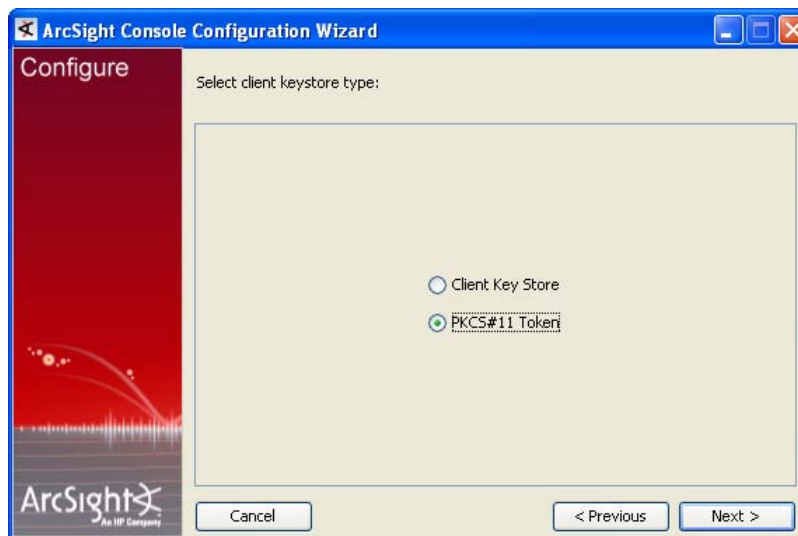 ArcSight Console Configuration Wizard
Configure
Select client keystore type:
Client Key Store
PKCS#11 Token
ArcSight
An HP Company
Cancel
< Previous
Next >